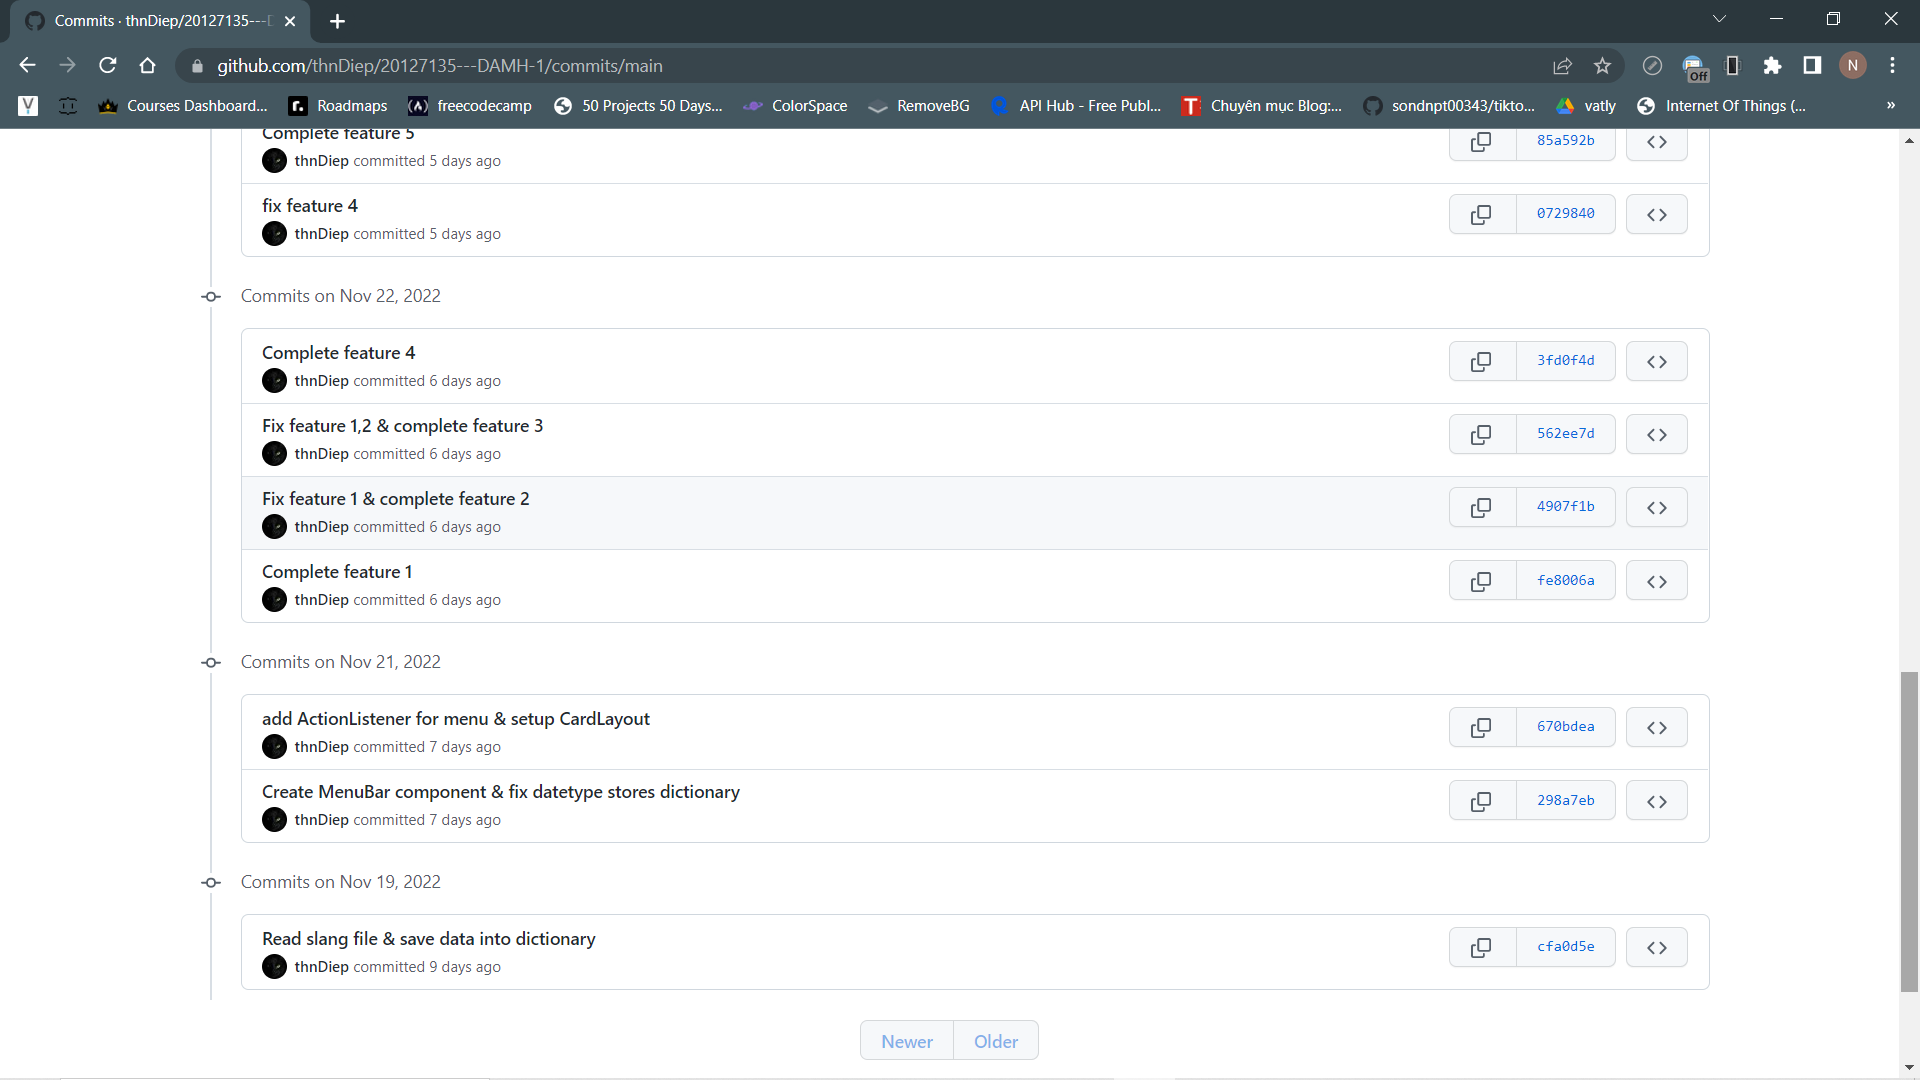 Commits · thnDiep/20127135---D
github.com/thnDiep/20127135---DAMH-1/commits/main
Off
N
Courses Dashboard...
Roadmaps
freecodecamp
50 Projects 50 Days...
ColorSpace
RemoveBG
API Hub - Free Publ...
Chuyên mục Blog:...
sondnpt00343/tikto...
vatly
Internet Of Things (...
»
Complete feature 5
thnDiep committed 5 days ago
85a592b
fix feature 4
thnDiep committed 5 days ago
0729840
Commits on Nov 22, 2022
Complete feature 4
thnDiep committed 6 days ago
3fd0f4d
Fix feature 1,2 & complete feature 3
thnDiep committed 6 days ago
562ee7d
Fix feature 1 & complete feature 2
thnDiep committed 6 days ago
4907f1b
Complete feature 1
thnDiep committed 6 days ago
fe8006a
Commits on Nov 21, 2022
add ActionListener for menu & setup CardLayout
thnDiep committed 7 days ago
670bdea
Create MenuBar component & fix datetype stores dictionary
thnDiep committed 7 days ago
298a7eb
Commits on Nov 19, 2022
Read slang file & save data into dictionary
thnDiep committed 9 days ago
cfa0d5e
Newer
Older